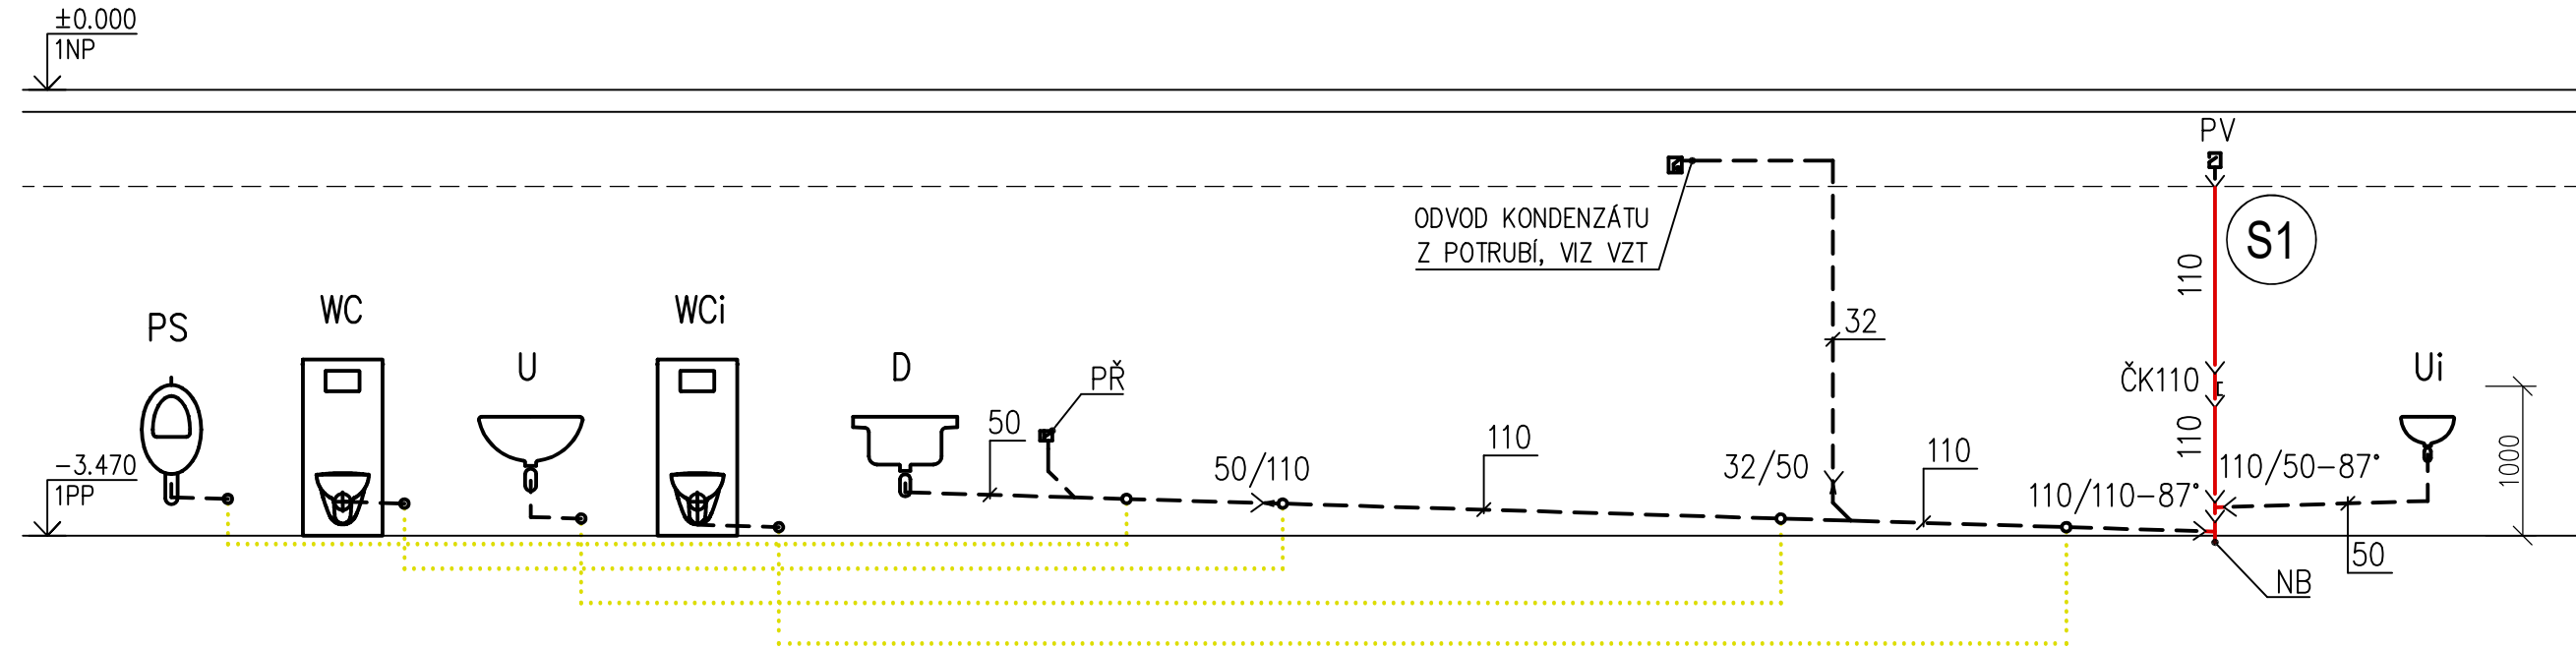 ±0.000
1NP
PV
S1
ODVOD KONDENZÁTU
Z POTRUBÍ, VIZ VZT
110
PS
WC
U
WCi
D
PŘ
32
ČK110
Ui
50
50/110
110
32/50
110
110
110/50-87°
110/110-87°
1000
-3.470
1PP
50
NB